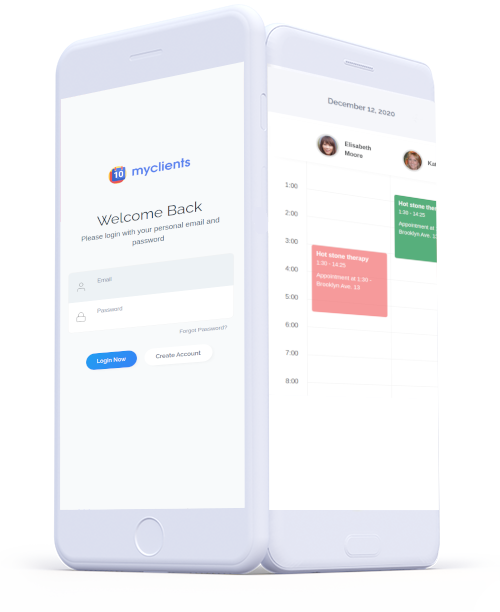 10
myclients
Welcome Back
Please login with your personal email and
password
Email
Password
Forgot Password?
Login Now
Create Account
December 12, 2020
Elisabeth
Moore
1:00
2:00
3:00
4:00
5:00
6:00
7:00
8:00
Hot stone therapy
1:30 - 14:25
Appointment at 1:30 -
Brooklyn Ave, 13
Hot stone
1:30 - 14:25
Appointment at
Brooklyn Ave,